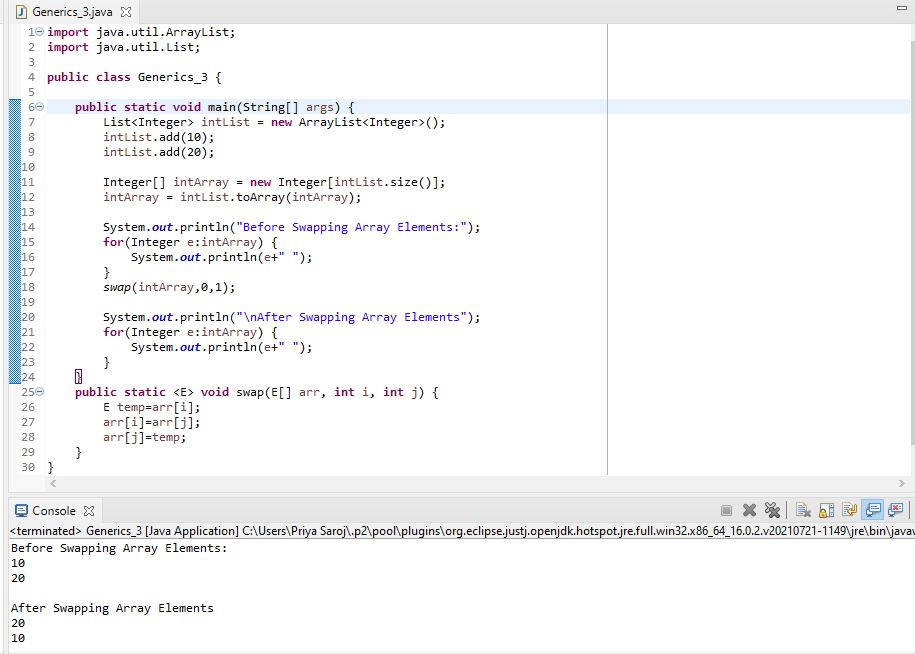 Generics_3.java
1 import java.util.ArrayList;
2 import java.util.List;
3
4 public class Generics_3 {
5
6     public static void main(String[] args) {
7         List<Integer> intList = new ArrayList<Integer>();
8         intList.add(10);
9         intList.add(20);
10
11         Integer[] intArray = new Integer[intList.size()];
12         intArray = intList.toArray(intArray);
13
14         System.out.println("Before Swapping Array Elements:");
15         for(Integer e:intArray) {
16             System.out.println(e+" ");
17         }
18         swap(intArray,0,1);
19
20         System.out.println("\nAfter Swapping Array Elements");
21         for(Integer e:intArray) {
22             System.out.println(e+" ");
23         }
24     }
25     public static <E> void swap(E[] arr, int i, int j) {
26         E temp=arr[i];
27         arr[i]=arr[j];
28         arr[j]=temp;
29     }
30 }
Console
<terminated> Generics_3 [Java Application] C:\Users\Priya Saroj\.p2\pool\plugins\org.eclipse.justj.openjdk.hotspot.jre.full.win32.x86_64_16.0.2.v20210721-1149\jre\bin\javaw
Before Swapping Array Elements:
10
20

After Swapping Array Elements
20
10